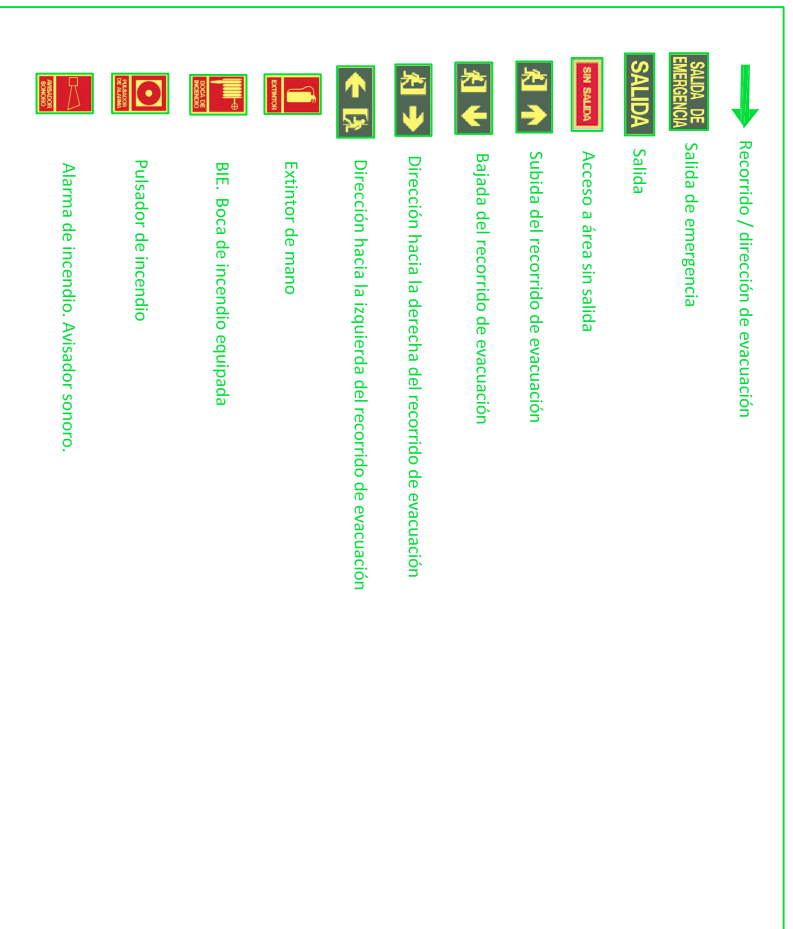 Recorrido / dirección de evacuación
SALIDA DE
EMERGENCIA
Salida de emergencia
SALIDA
Salida
SIN SALIDA
Acceso a área sin salida
Subida del recorrido de evacuación
Bajada del recorrido de evacuación
Dirección hacia la derecha del recorrido de evacuación
Dirección hacia la izquierda del recorrido de evacuación
EXTINTOR
Extintor de mano
BOCA DE
INCENDIO
BIE. Boca de incendio equipada
PULSADOR
DE ALARMA
Pulsador de incendio
AVISADOR
SONORO
Alarma de incendio. Avisador sonoro.